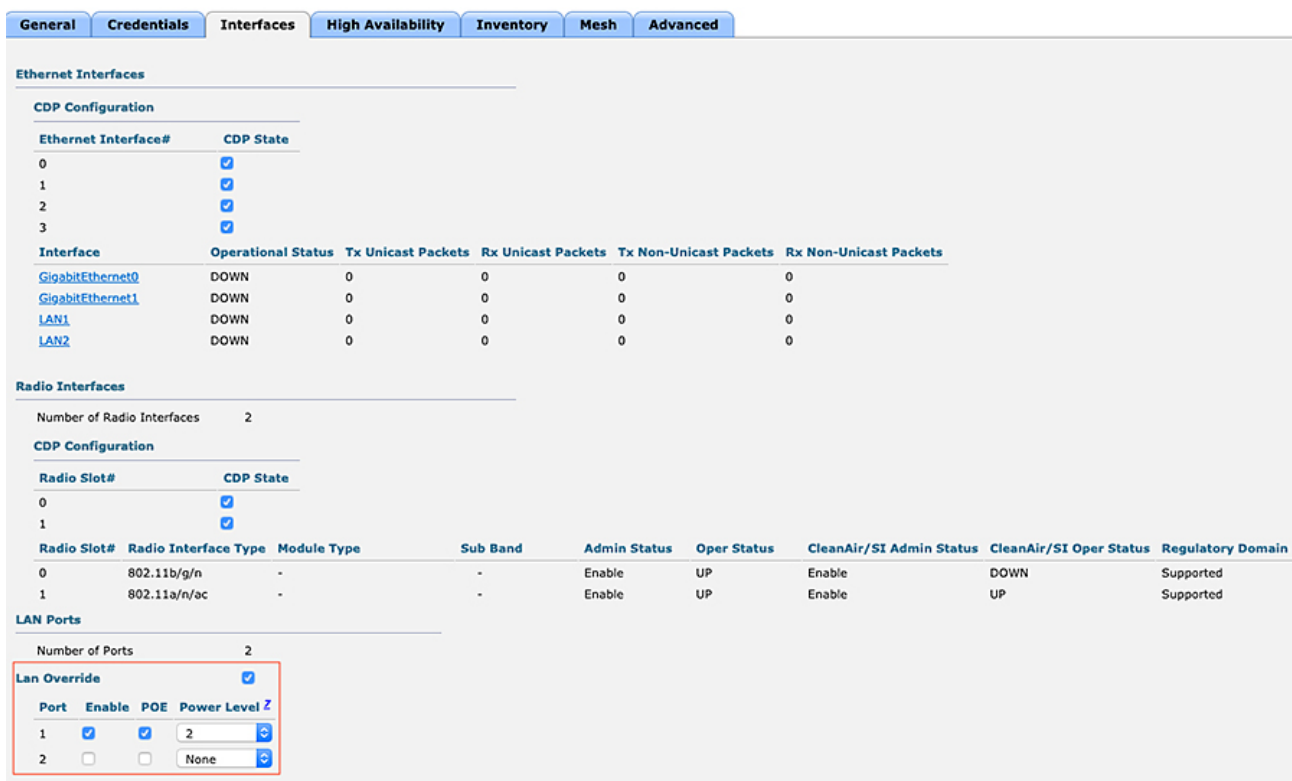 General Credentials Interfaces High Availability Inventory Mesh Advanced
Ethernet Interfaces
CDP Configuration
Ethernet Interface# CDP State
0
1
2
3
Interface Operational Status Tx Unicast Packets Rx Unicast Packets Tx Non-Unicast Packets Rx Non-Unicast Packets
GigabitEthernet0 DOWN 0 0 0 0
GigabitEthernet1 DOWN 0 0 0 0
LAN1 DOWN 0 0 0 0
LAN2 DOWN 0 0 0 0
Radio Interfaces
Number of Radio Interfaces 2
CDP Configuration
Radio Slot# CDP State
0
1
Radio Slot# Radio Interface Type Module Type Sub Band Admin Status Oper Status CleanAir/SI Admin Status CleanAir/SI Oper Status Regulatory Domain
0 802.11b/g/n - - Enable UP Enable DOWN Supported
1 802.11a/n/ac - - Enable UP Enable UP Supported
LAN Ports
Number of Ports 2
Lan Override
Port Enable POE Power Level Z
1 2
2 None